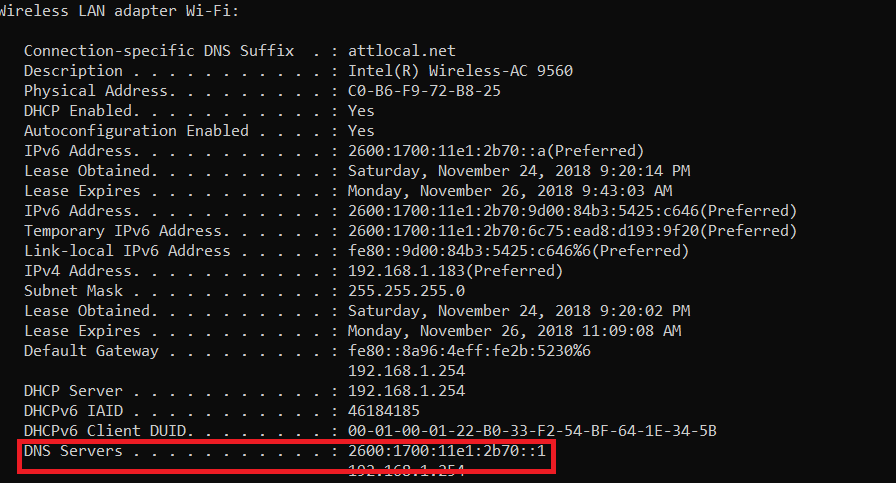 Wireless LAN adapter Wi-Fi:
Connection-specific DNS Suffix . : attlocal.net
Description . . . . . . . . . . . : Intel(R) Wireless-AC 9560
Physical Address. . . . . . . . . : C0-B6-F9-72-B8-25
DHCP Enabled. . . . . . . . . . . : Yes
Autoconfiguration Enabled . . . . : Yes
IPv6 Address. . . . . . . . . . . : 2600:1700:11e1:2b70::a(Preferred)
Lease Obtained. . . . . . . . . . : Saturday, November 24, 2018 9:20:14 PM
Lease Expires . . . . . . . . . . : Monday, November 26, 2018 9:43:03 AM
IPv6 Address. . . . . . . . . . . : 2600:1700:11e1:2b70:9d00:84b3:5425:c646(Preferred)
Temporary IPv6 Address. . . . . . : 2600:1700:11e1:2b70:6c75:ead8:d193:9f20(Preferred)
Link-local IPv6 Address . . . . . : fe80::9d00:84b3:5425:c646%6(Preferred)
IPv4 Address. . . . . . . . . . . : 192.168.1.183(Preferred)
Subnet Mask . . . . . . . . . . . : 255.255.255.0
Lease Obtained. . . . . . . . . . : Saturday, November 24, 2018 9:20:02 PM
Lease Expires . . . . . . . . . . : Monday, November 26, 2018 11:09:08 AM
Default Gateway . . . . . . . . . : fe80::8a96:4eff:fe2b:5230%6
192.168.1.254
DHCP Server . . . . . . . . . . . : 192.168.1.254
DHCPv6 IAID . . . . . . . . . . . : 46184185
DHCPv6 Client DUID. . . . . . . . : 00-01-00-01-22-B0-33-F2-54-BF-64-1E-34-5B
DNS Servers . . . . . . . . . . . : 2600:1700:11e1:2b70::1
192.168.1.254